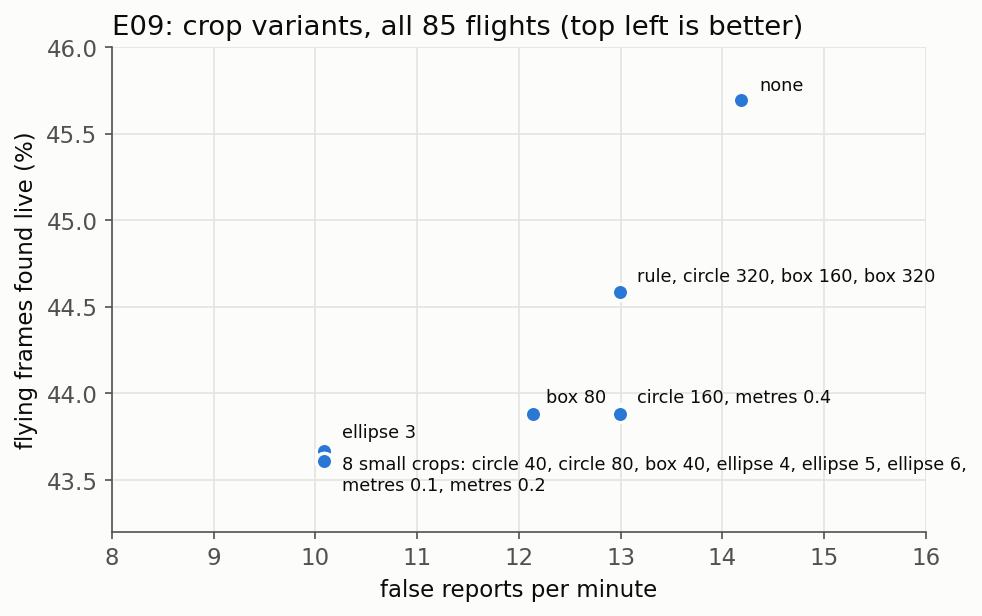 E09: crop variants, all 85 flights (top left is better)
46.0
45.5
45.0
44.5
44.0
43.5
flying frames found live (%)
none
rule, circle 320, box 160, box 320
box 80
circle 160, metres 0.4
ellipse 3
8 small crops: circle 40, circle 80, box 40, ellipse 4, ellipse 5, ellipse 6,
metres 0.1, metres 0.2
8 9 10 11 12 13 14 15 16
false reports per minute